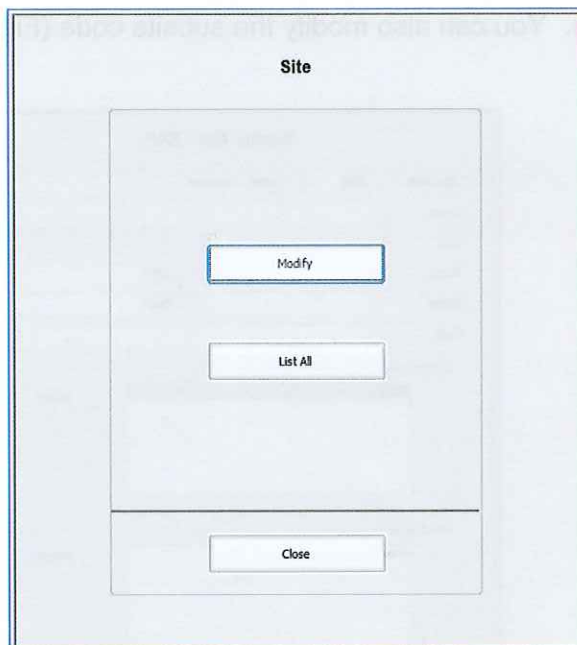 You can also modify the subsite code (
Site
Modify
List All
Close